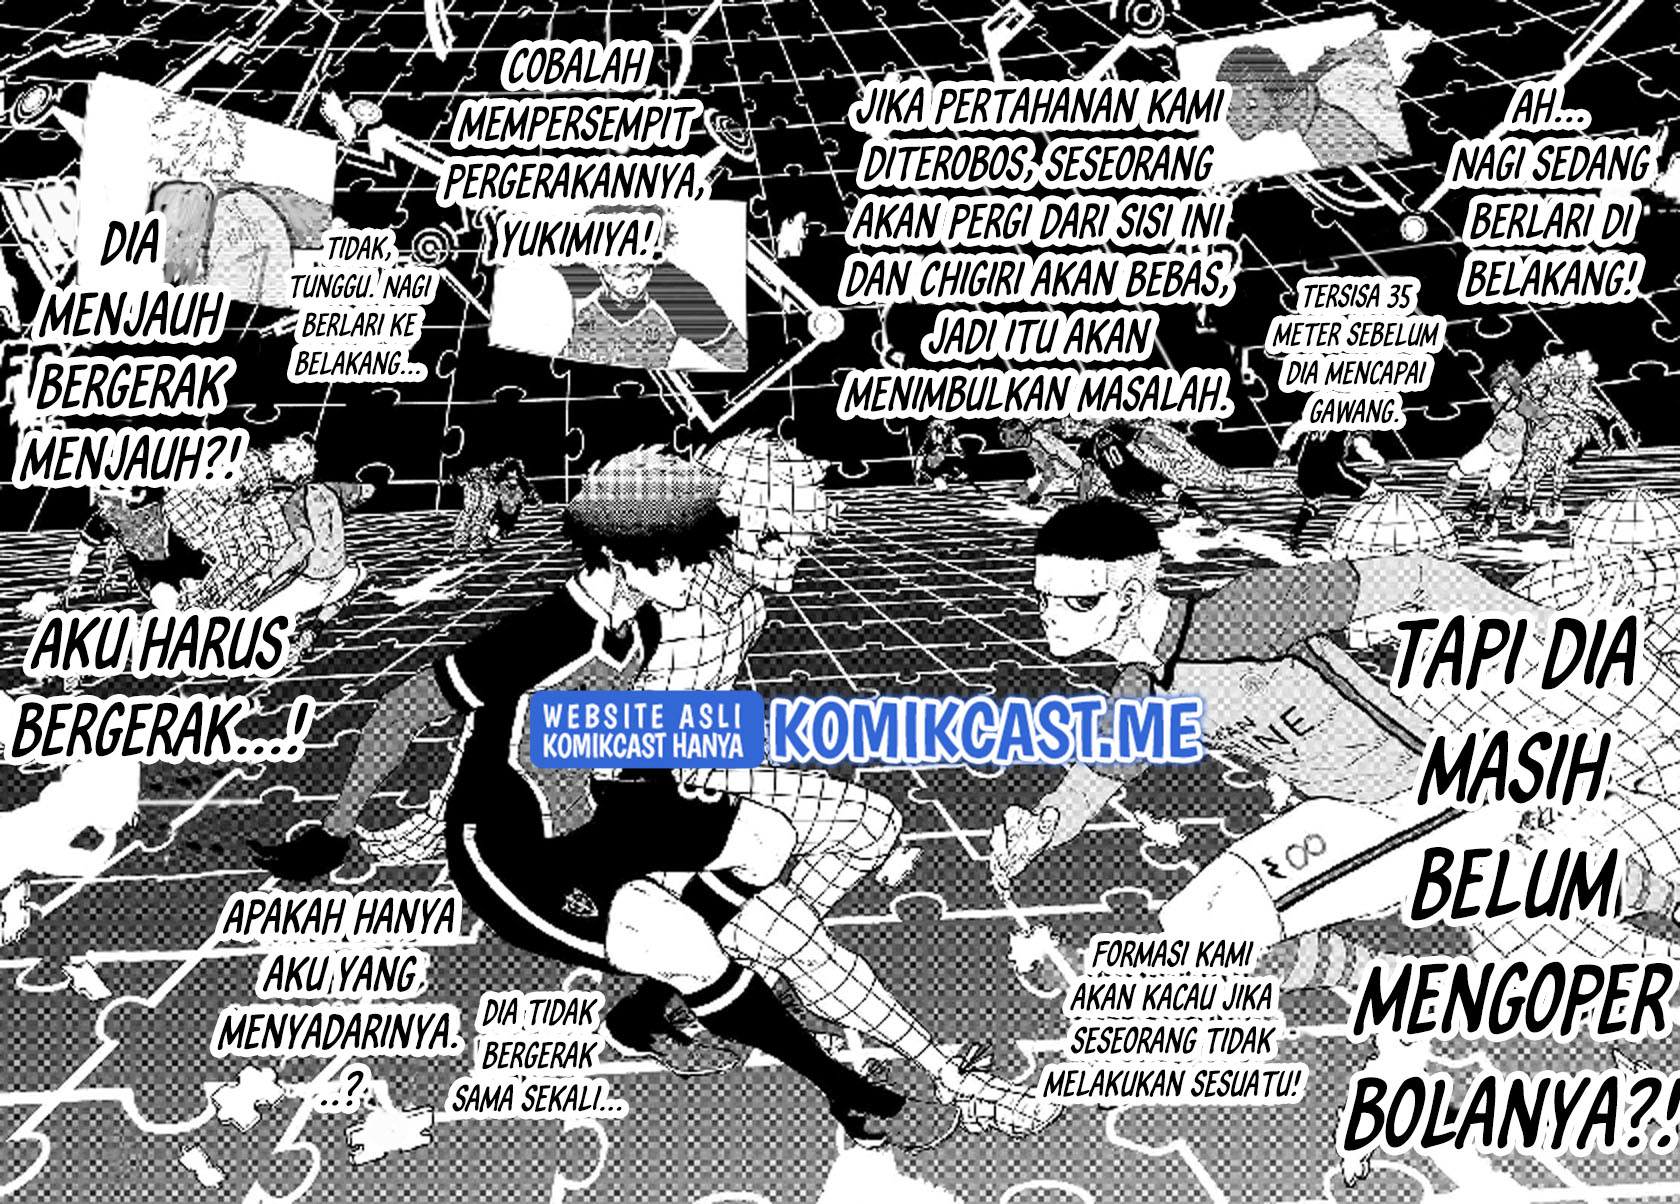 AH...
NAGI SEDANG
BERLARI DI
BELAKANG!
TERSISA 35
METER SEBELUM
DIA MENCAPAI
GAWANG.
JIKA PERTAHANAN KAMI
DITEROBOS, SESEORANG
AKAN PERGI DARI SISI INI
DAN CHIGIRI AKAN BEBAS,
JADI ITU AKAN
MENIMBULKAN MASALAH.
COBALAH
MEMPERSEMPIT
PERGERAKANNYA,
YUKIMIYA!
TIDAK,
TUNGGU. NAGI
BERLARI KE
BELAKANG...
DIA
MENJAUH
BERGERAK
MENJAUH?!
10
TAPI DIA
MASIH
BELUM
MENGOPER
BOLANYA?!
FORMASI KAMI
AKAN KACAU JIKA
SESEORANG TIDAK
MELAKUKAN SESUATU!
WEBSITE ASLI
KOMIKCAST HANYA
KOMIKCAST.ME
AKU HARUS
BERGERAK...!
APAKAH HANYA
AKU YANG
MENYADARINYA.
..?
DIA TIDAK
BERGERAK
SAMA SEKALI...